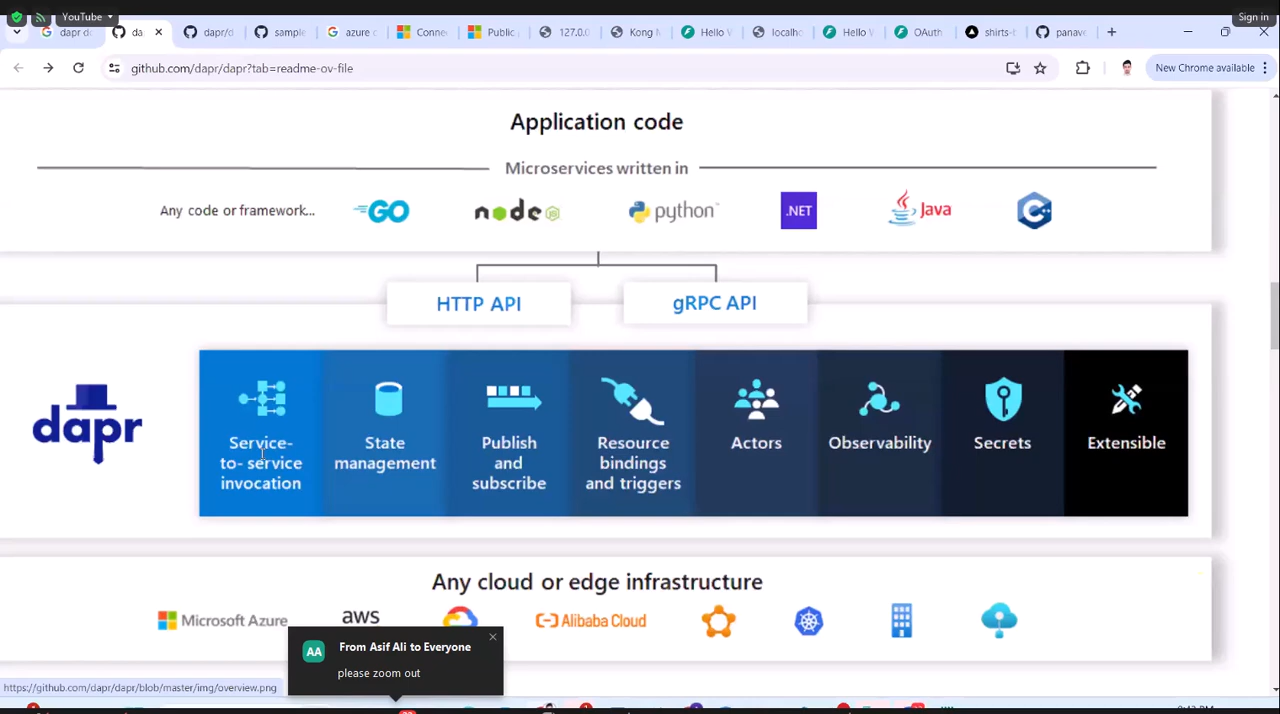 YouTube
Sign in
dapr d
da
dapr/d
sample
azure c
Conne
Public
127.0.0
Kong
Hello
localho
Hello
OAuth
shirts-t
panave
github.com/dapr/dapr?tab=readme-ov-file
New Chrome available
Application code
Microservices written in
Any code or framework...
GO
node
JS
python
.NET
Java
C++
HTTP API
gRPC API
dapr
Service-
to- service
invocation
State
management
Publish
and
subscribe
Resource
bindings
and triggers
Actors
Observability
Secrets
Extensible
Any cloud or edge infrastructure
Microsoft Azure
aws
Alibaba Cloud
AA
From Asif Ali to Everyone
please zoom out
https://github.com/dapr/dapr/blob/master/img/overview.png